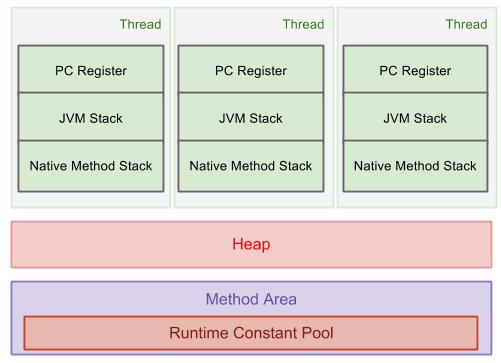 Thread
PC Register
JVM Stack
Native Method Stack
Thread
PC Register
JVM Stack
Native Method Stack
Thread
PC Register
JVM Stack
Native Method Stack
Heap
Method Area
Runtime Constant Pool